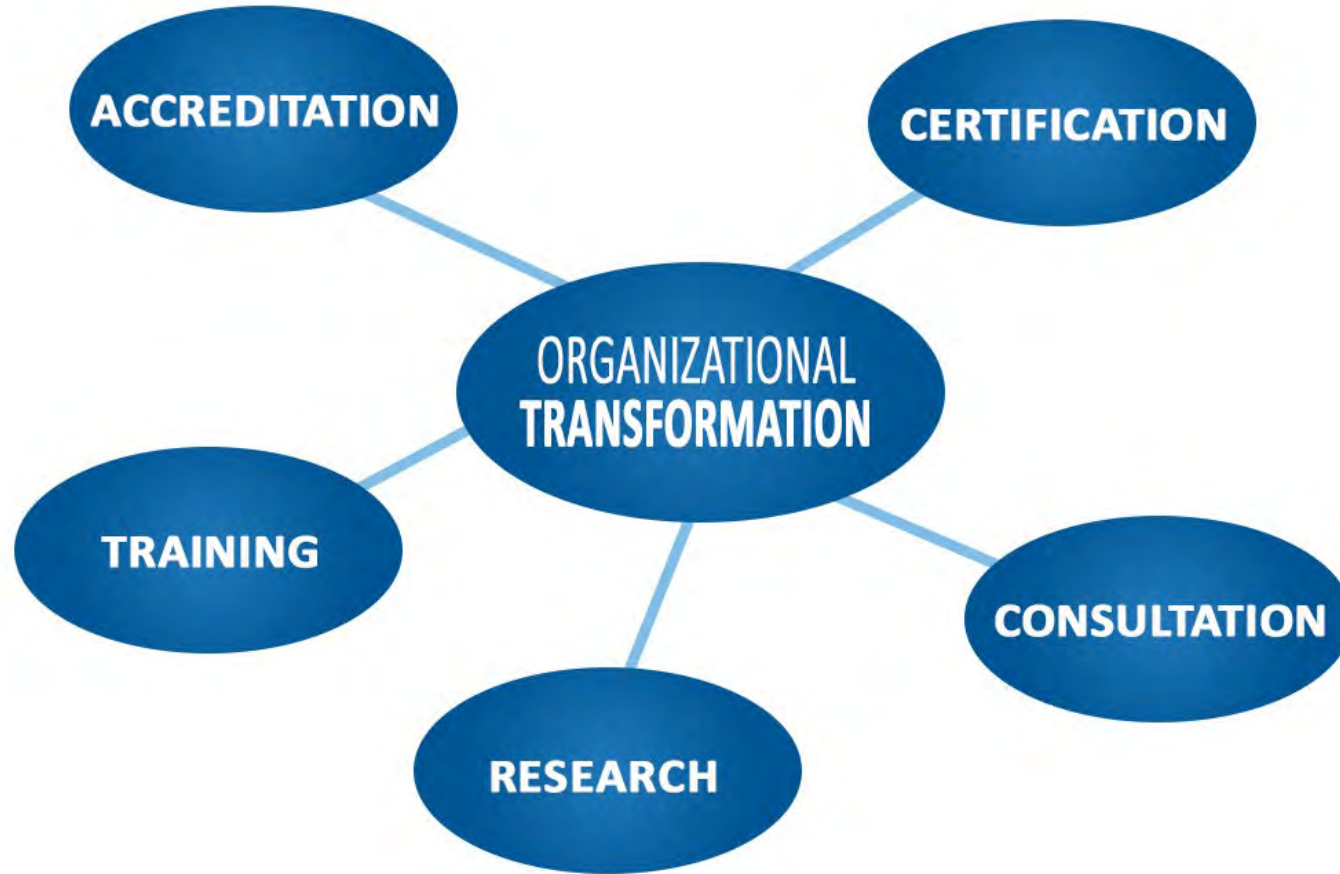 ACCREDITATION
CERTIFICATION
ORGANIZATIONAL
TRANSFORMATION
TRAINING
CONSULTATION
RESEARCH